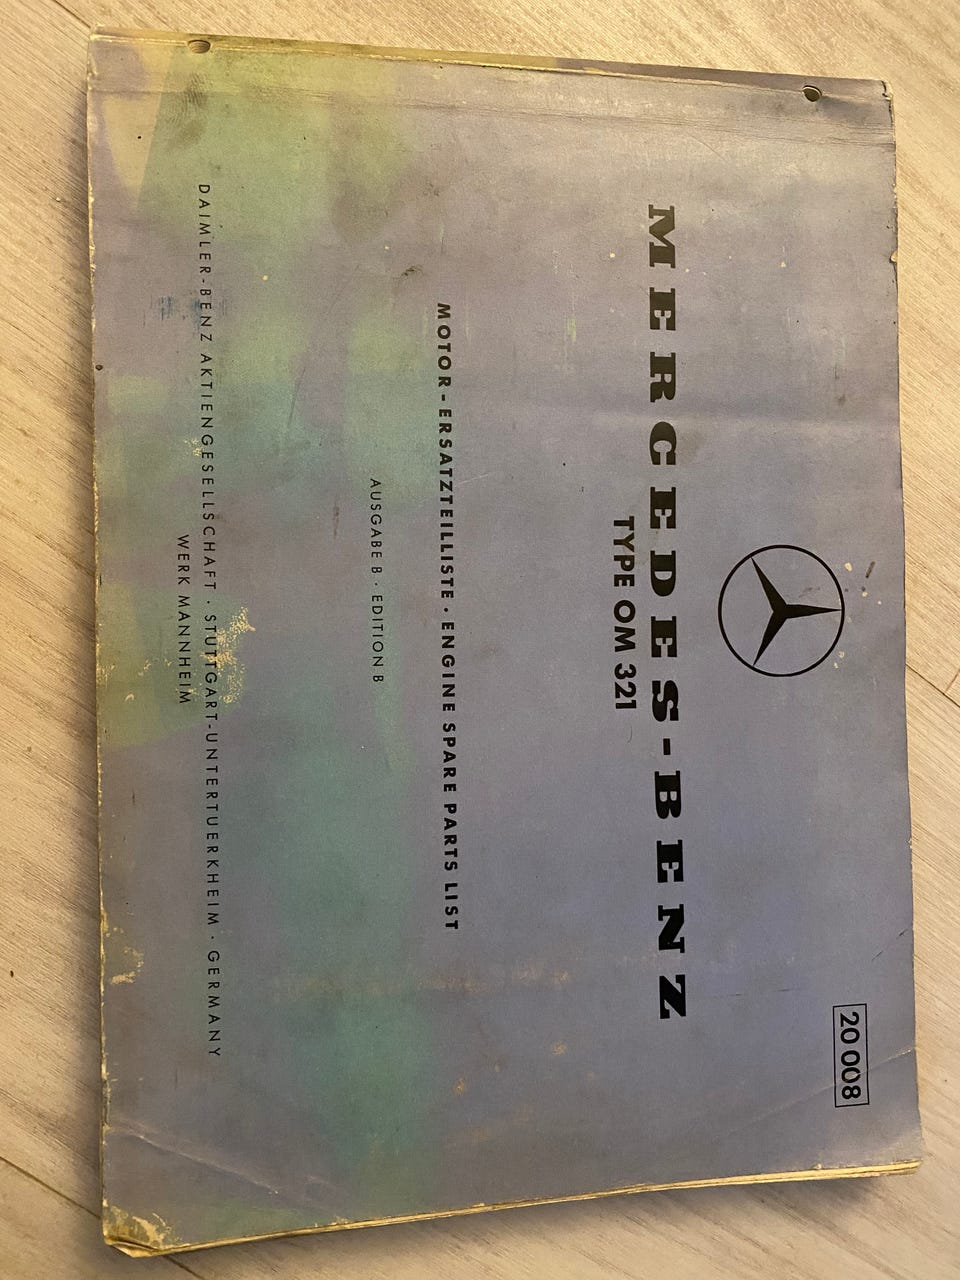 20 008
MERCEDES-BENZ
TYPE OM 321
MOTOR-ERSATZTEILLISTE · ENGINE SPARE PARTS LIST
AUSGABE B · EDITION B
DAIMLER-BENZ AKTIENGESELLSCHAFT · STUTTGART-UNTERTUERKHEIM · GERMANY
WERK MANNHEIM